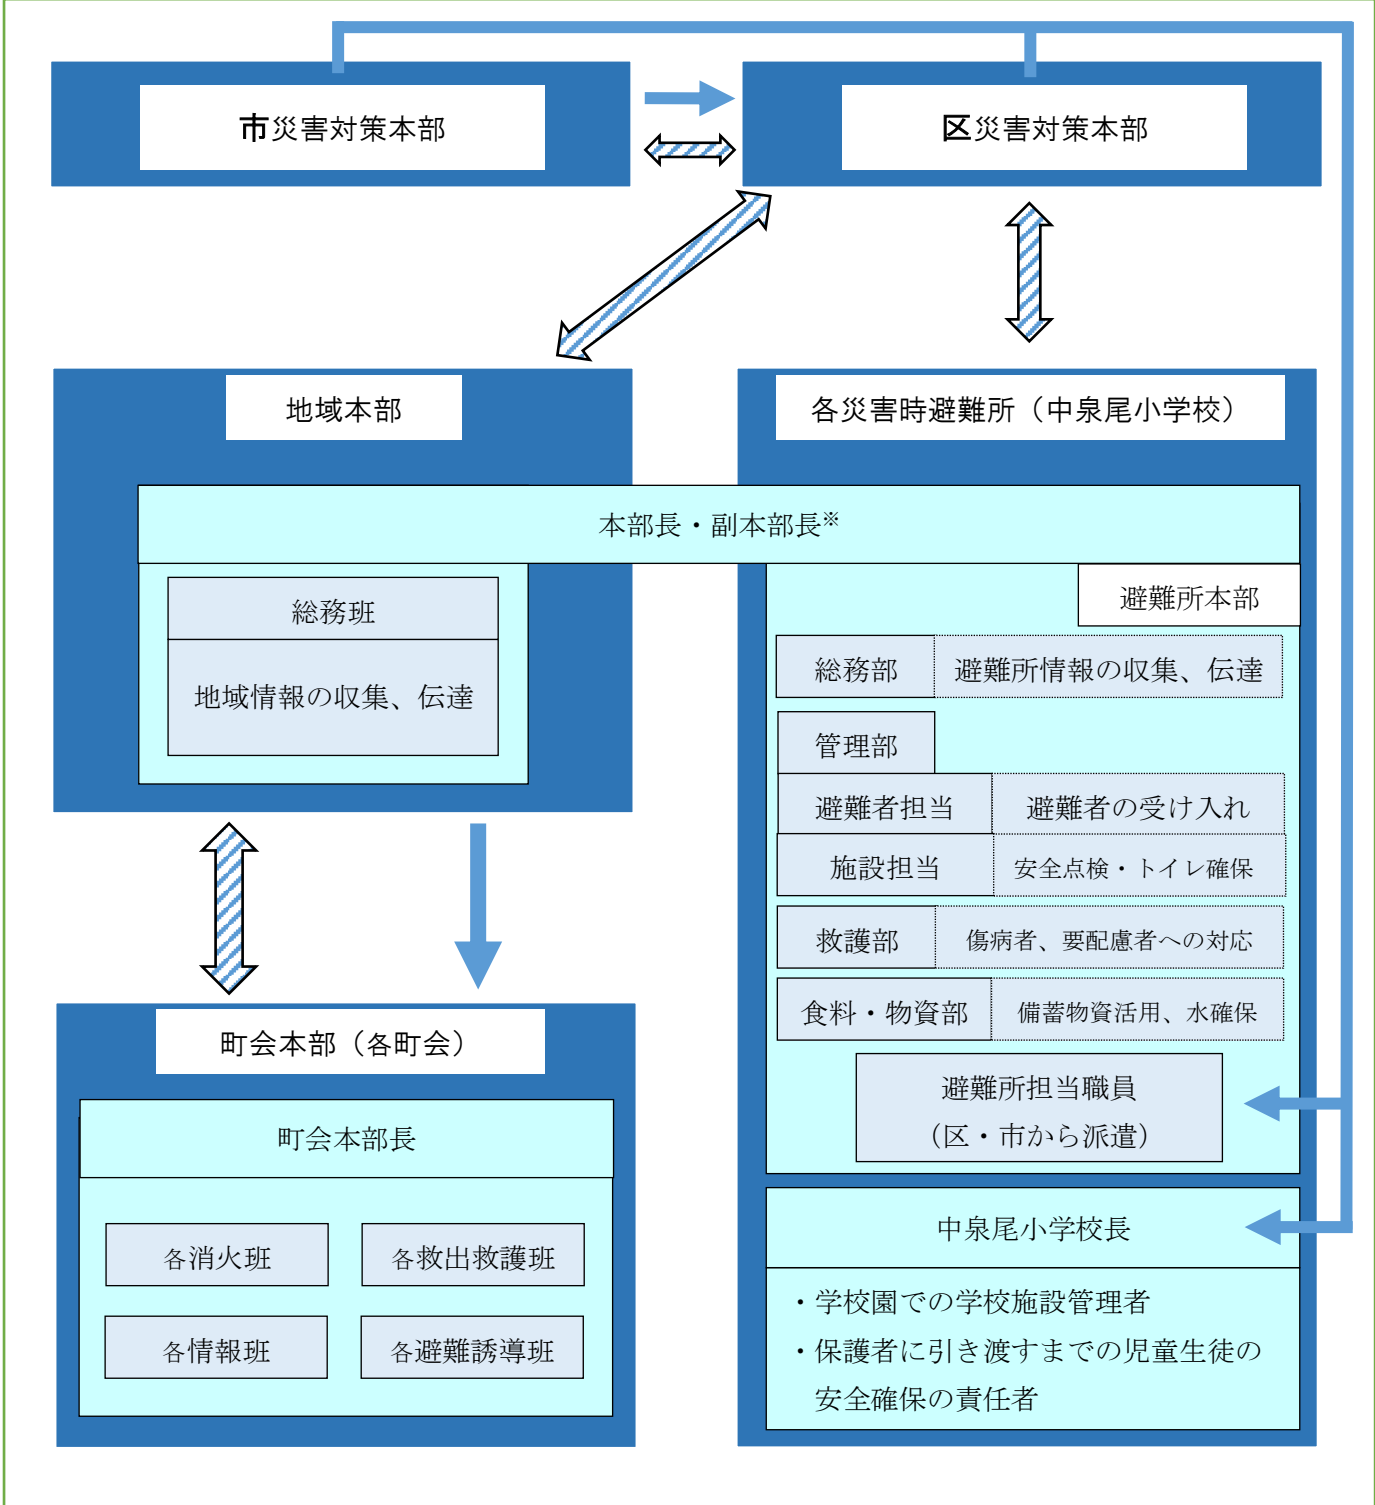 市災害対策本部
区災害対策本部
地域本部
各災害時避難所（中泉尾小学校）
本部長・副本部長※
総務班
地域情報の収集、伝達
避難所本部
総務部
避難所情報の収集、伝達
管理部
避難者担当
避難者の受け入れ
施設担当
安全点検・トイレ確保
救護部
傷病者、要配慮者への対応
食料・物資部
備蓄物資活用、水確保
避難所担当職員
（区・市から派遣）
町会本部（各町会）
町会本部長
各消火班
各救出救護班
各情報班
各避難誘導班
中泉尾小学校長
・学校園での学校施設管理者
・保護者に引き渡すまでの児童生徒の
安全確保の責任者